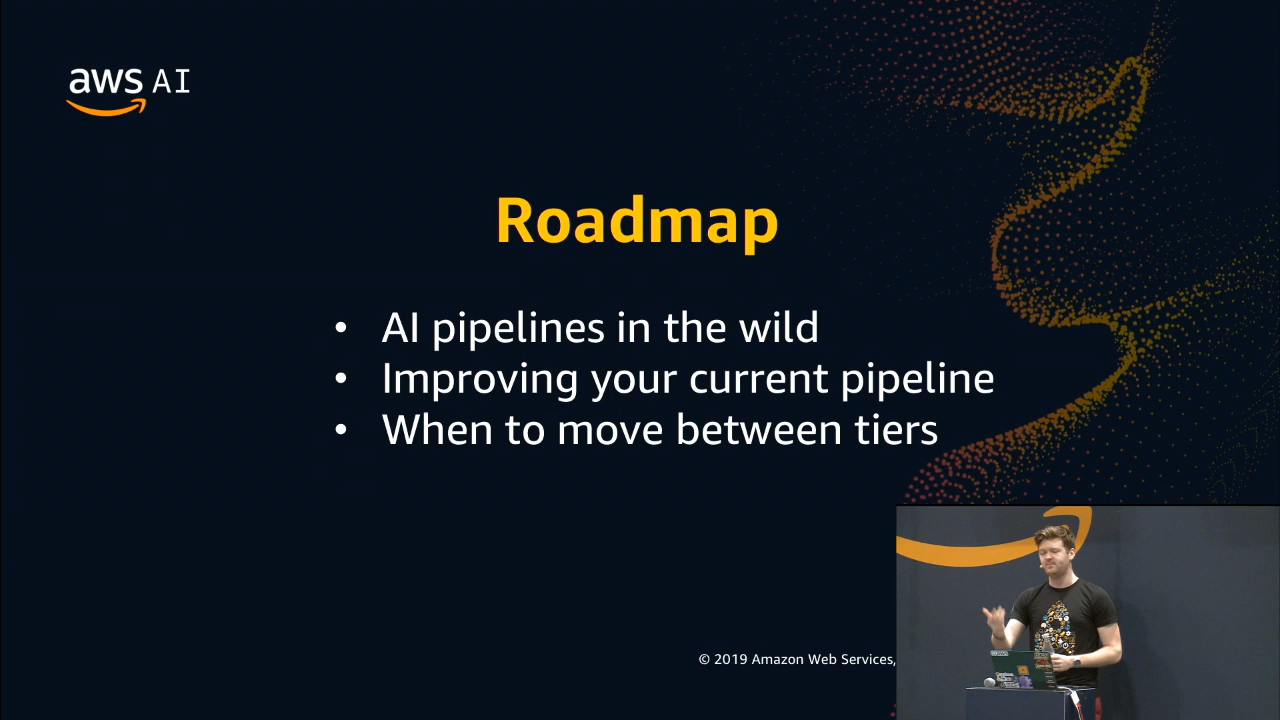 aws AI
Roadmap
• AI pipelines in the wild
• Improving your current pipeline
• When to move between tiers
© 2019 Amazon Web Services,